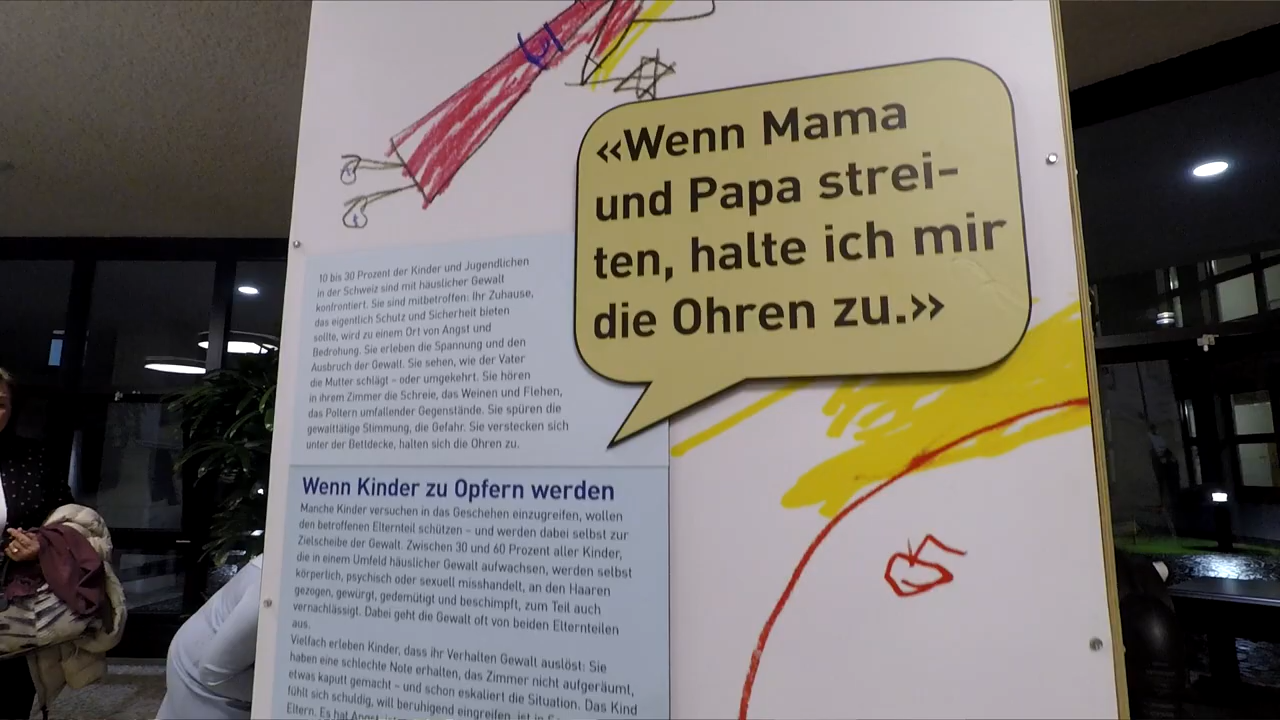 «Wenn Mama
und Papa strei-
ten, halte ich mir
die Ohren zu.»
10 bis 30 Prozent der Kinder und Jugendlichen
in der Schweiz sind mit häuslicher Gewalt
konfrontiert. Sie sind mitbetroffen: Ihr Zuhause,
das eigentlich Schutz und Sicherheit bieten
sollte, wird zu einem Ort von Angst und
Bedrohung. Sie erleben die Spannung und den
Ausbruch der Gewalt. Sie sehen, wie der Vater
die Mutter schlägt – oder umgekehrt. Sie hören
in ihrem Zimmer die Schreie, das Weinen und Flehen,
das Poltern umfallender Gegenstände. Sie spüren die
gewalttätige Stimmung, die Gefahr. Sie verstecken sich
unter der Bettdecke, halten sich die Ohren zu.
Wenn Kinder zu Opfern werden
Manche Kinder versuchen in das Geschehen einzugreifen, wollen
den betroffenen Elternteil schützen – und werden dabei selbst zur
Zielscheibe der Gewalt. Zwischen 30 und 60 Prozent aller Kinder,
die in einem Umfeld häuslicher Gewalt aufwachsen, werden selbst
körperlich, psychisch oder sexuell misshandelt, an den Haaren
gezogen, gewürgt, gedemütigt und beschimpft, zum Teil auch
vernachlässigt. Dabei geht die Gewalt oft von beiden Elternteilen
aus.
Vielfach erleben Kinder, dass ihr Verhalten Gewalt auslöst: Sie
haben eine schlechte Note erhalten, das Zimmer nicht aufgeräumt,
etwas kaputt gemacht – und schon eskaliert die Situation. Das Kind
fühlt sich schuldig, will beruhigend eingreifen, ist in
Eltern. Es hat Angst,